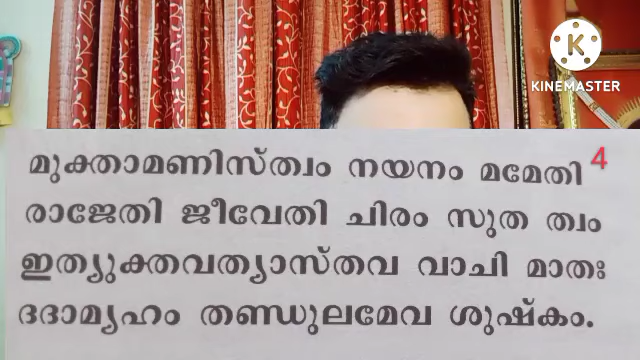 KINEMASTER
മുക്താമണിസ്ത്വം നയനം മമേതി 4
രാജേതി ജീവേതി ചിരം സുത ത്വം
ഇത്യുക്തവത്യാസ്തവ വാചി മാതഃ
ദദാമ്യഹം തണ്ഡുലമേവ ശുഷ്കം.